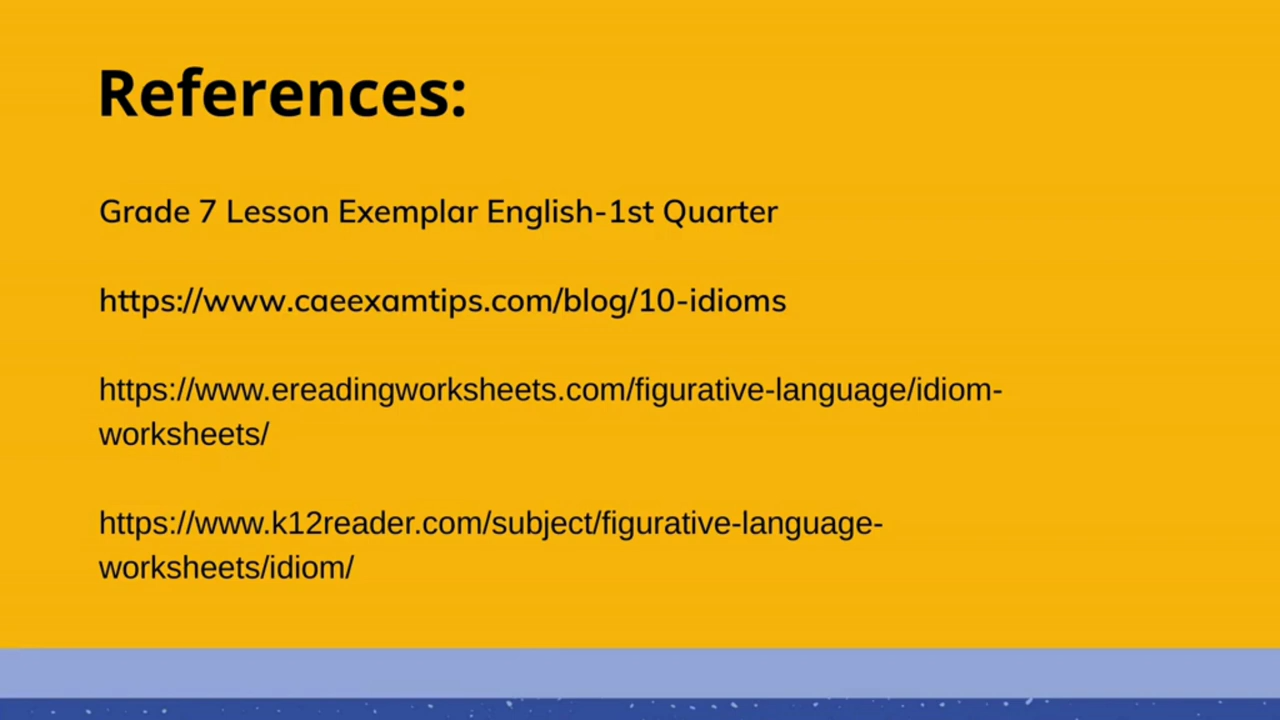 References:
Grade 7 Lesson Exemplar English-1st Quarter
https://www.caeexamtips.com/blog/10-idioms
https://www.ereadingworksheets.com/figurative-language/idiom-
worksheets/
https://www.k12reader.com/subject/figurative-language-
worksheets/idiom/